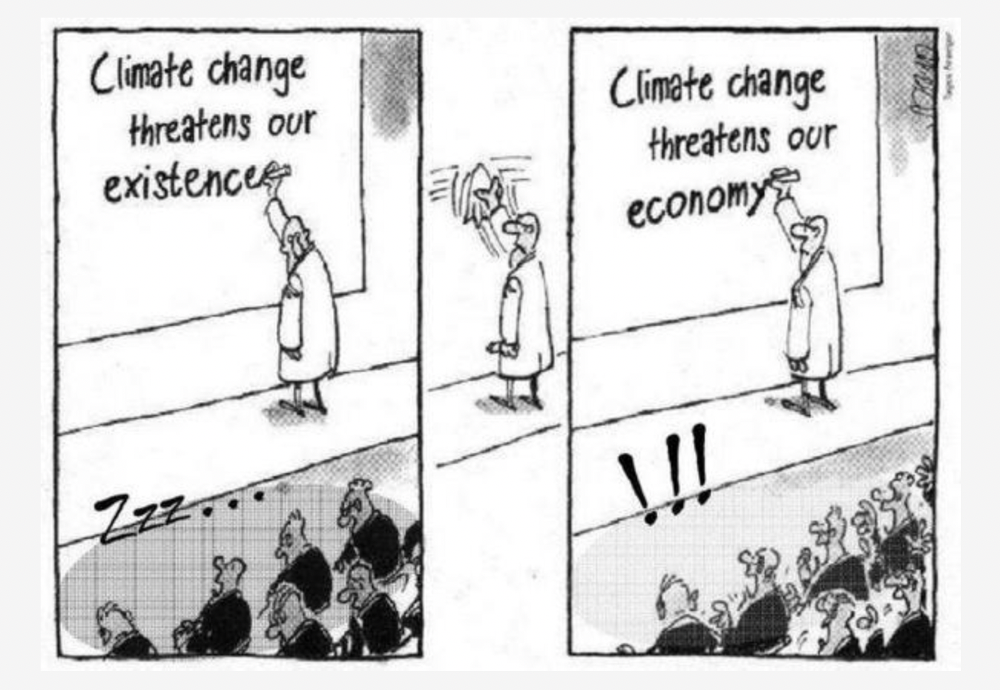 Climate change
threatens our
existence
Zzz...
Climate change
threatens our
economy
!!!